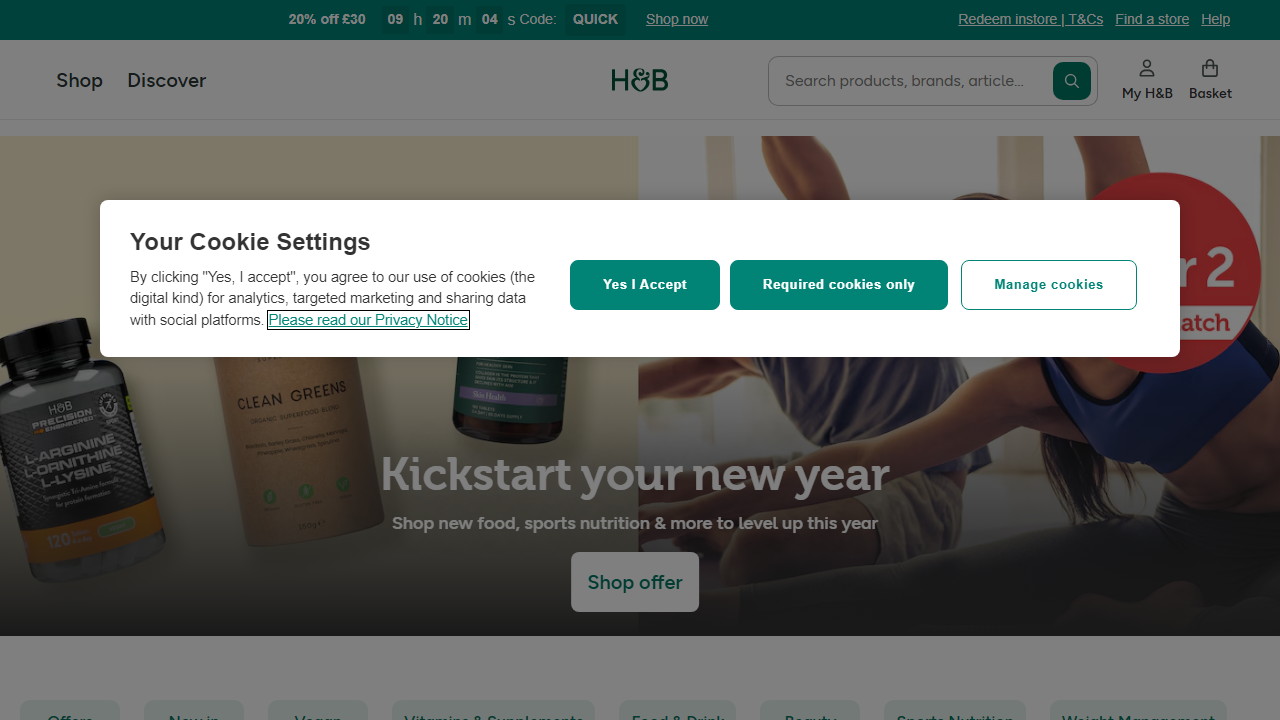 20% off £30 09 h 20 m 04 s Code: QUICK Shop now Redeem instore | T&Cs Find a store Help
Shop Discover H&B Search products, brands, article... My H&B Basket
Your Cookie Settings
By clicking "Yes, I accept", you agree to our use of cookies (the
digital kind) for analytics, targeted marketing and sharing data
with social platforms. Please read our Privacy Notice
Yes I Accept Required cookies only Manage cookies
r 2
atch
H&B
PRECISION
ENGINEERED
L-ARGININE
L-ORNITHINE
L-LYSINE
120
CLEAN GREENS
ORGANIC SUPERFOOD BLEND
Skin Health
Kickstart your new year
Shop new food, sports nutrition & more to level up this year
Shop offer
Offers New in Vegan Vitamins & Supplements Food & Drink Beauty Sports Nutrition Weight Management